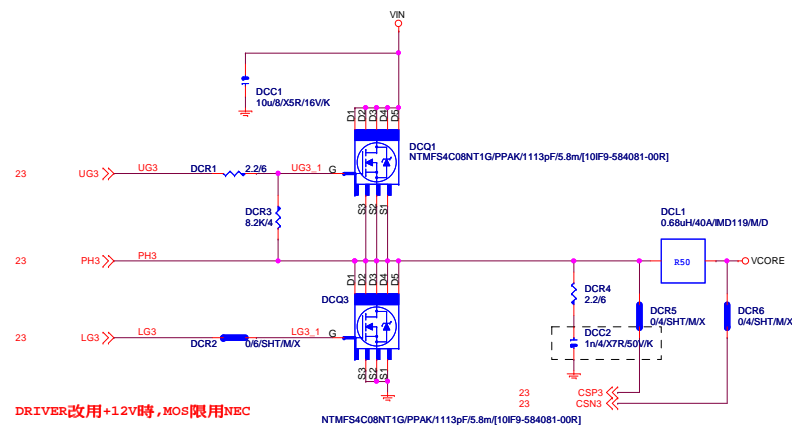 VIN
DCC1
10u/8/X5R/16V/K
D1
D2
D3
D4
D5
DCQ1
NTMFS4C08NT1G/PPAK/1113pF/5.8m/[10IF9-584081-00R]
23
UG3
UG3
DCR1
2.2/6
UG3_1
G
S3
S2
S1
DCR3
8.2K/4
DCL1
0.68uH/40A/IMD119/M/D
23
PH3
PH3
R50
VCORE
D1
D2
D3
D4
D5
DCQ3
DCR4
2.2/6
DCR5
0/4/SHT/M/X
DCR6
0/4/SHT/M/X
23
LG3
LG3
DCR2
0/6/SHT/M/X
LG3_1
G
DCC2
1n/4/X7R/50V/K
S3
S2
S1
23
CSP3
23
CSN3
DRIVER改用+12V時,MOS限用NEC
NTMFS4C08NT1G/PPAK/1113pF/5.8m/[10IF9-584081-00R]